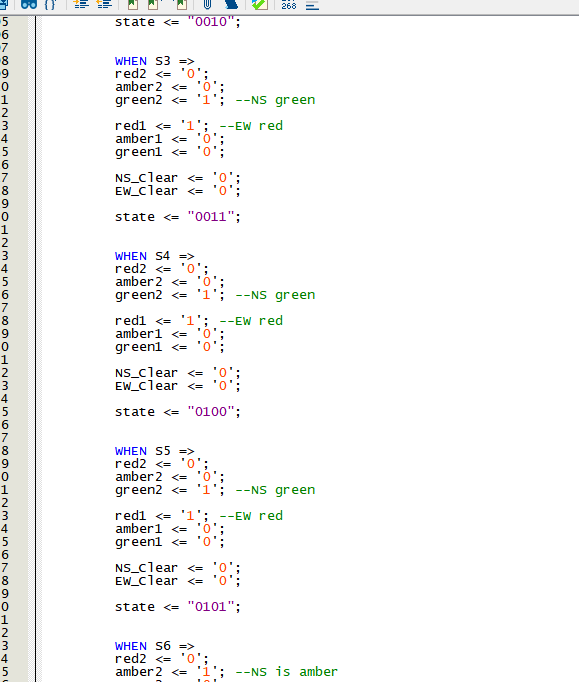 268
5 state <= "0010";
6
7
8 WHEN S3 =>
9 red2 <= '0';
0 amber2 <= '0';
1 green2 <= '1'; --NS green
2
3 red1 <= '1'; --EW red
4 amber1 <= '0';
5 green1 <= '0';
6
7 NS_Clear <= '0';
8 EW_Clear <= '0';
9
0 state <= "0011";
1
2
3 WHEN S4 =>
4 red2 <= '0';
5 amber2 <= '0';
6 green2 <= '1'; --NS green
7
8 red1 <= '1'; --EW red
9 amber1 <= '0';
0 green1 <= '0';
1
2 NS_Clear <= '0';
3 EW_Clear <= '0';
4
5 state <= "0100";
6
7
8 WHEN S5 =>
9 red2 <= '0';
0 amber2 <= '0';
1 green2 <= '1'; --NS green
2
3 red1 <= '1'; --EW red
4 amber1 <= '0';
5 green1 <= '0';
6
7 NS_Clear <= '0';
8 EW_Clear <= '0';
9
0 state <= "0101";
1
2
3 WHEN S6 =>
4 red2 <= '0';
5 amber2 <= '1'; --NS is amber